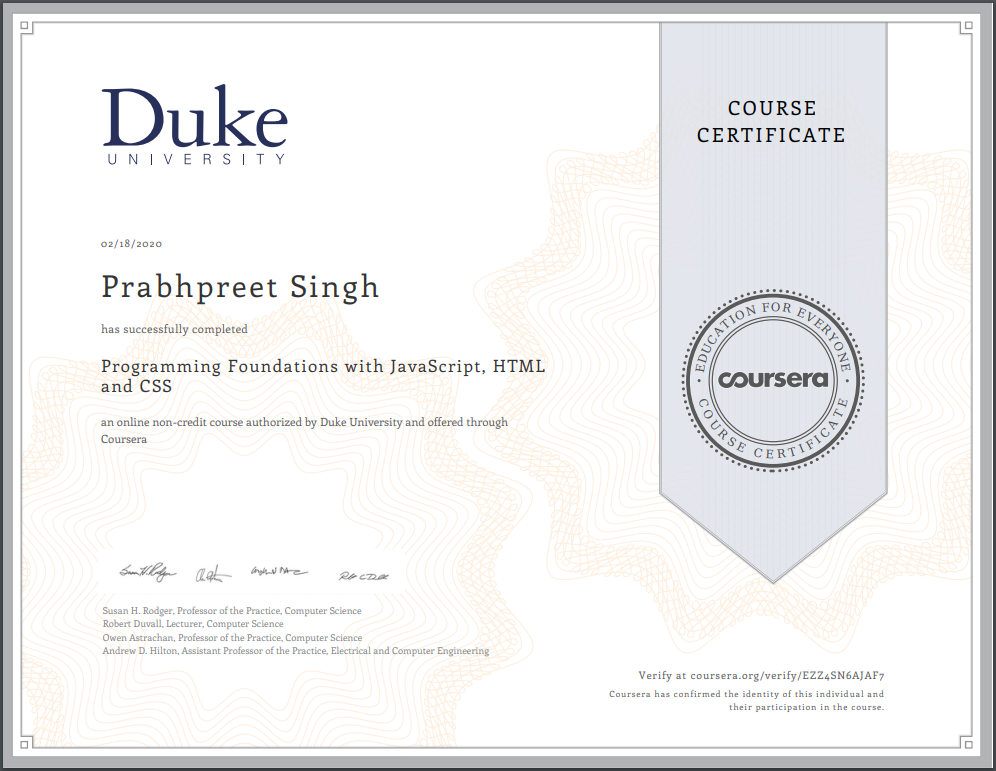 Duke
UNIVERSITY
COURSE
CERTIFICATE
02/18/2020
Prabhpreet Singh
has successfully completed
Programming Foundations with JavaScript, HTML
and CSS
an online non-credit course authorized by Duke University and offered through
Coursera
EDUCATION FOR EVERYONE
coursera
COURSE CERTIFICATE
Susan H. Rodger, Professor of the Practice, Computer Science
Robert Duvall, Lecturer, Computer Science
Owen Astrachan, Professor of the Practice, Computer Science
Andrew D. Hilton, Assistant Professor of the Practice, Electrical and Computer Engineering
Verify at coursera.org/verify/EZZ4SN6AJAF7
Coursera has confirmed the identity of this individual and
their participation in the course.